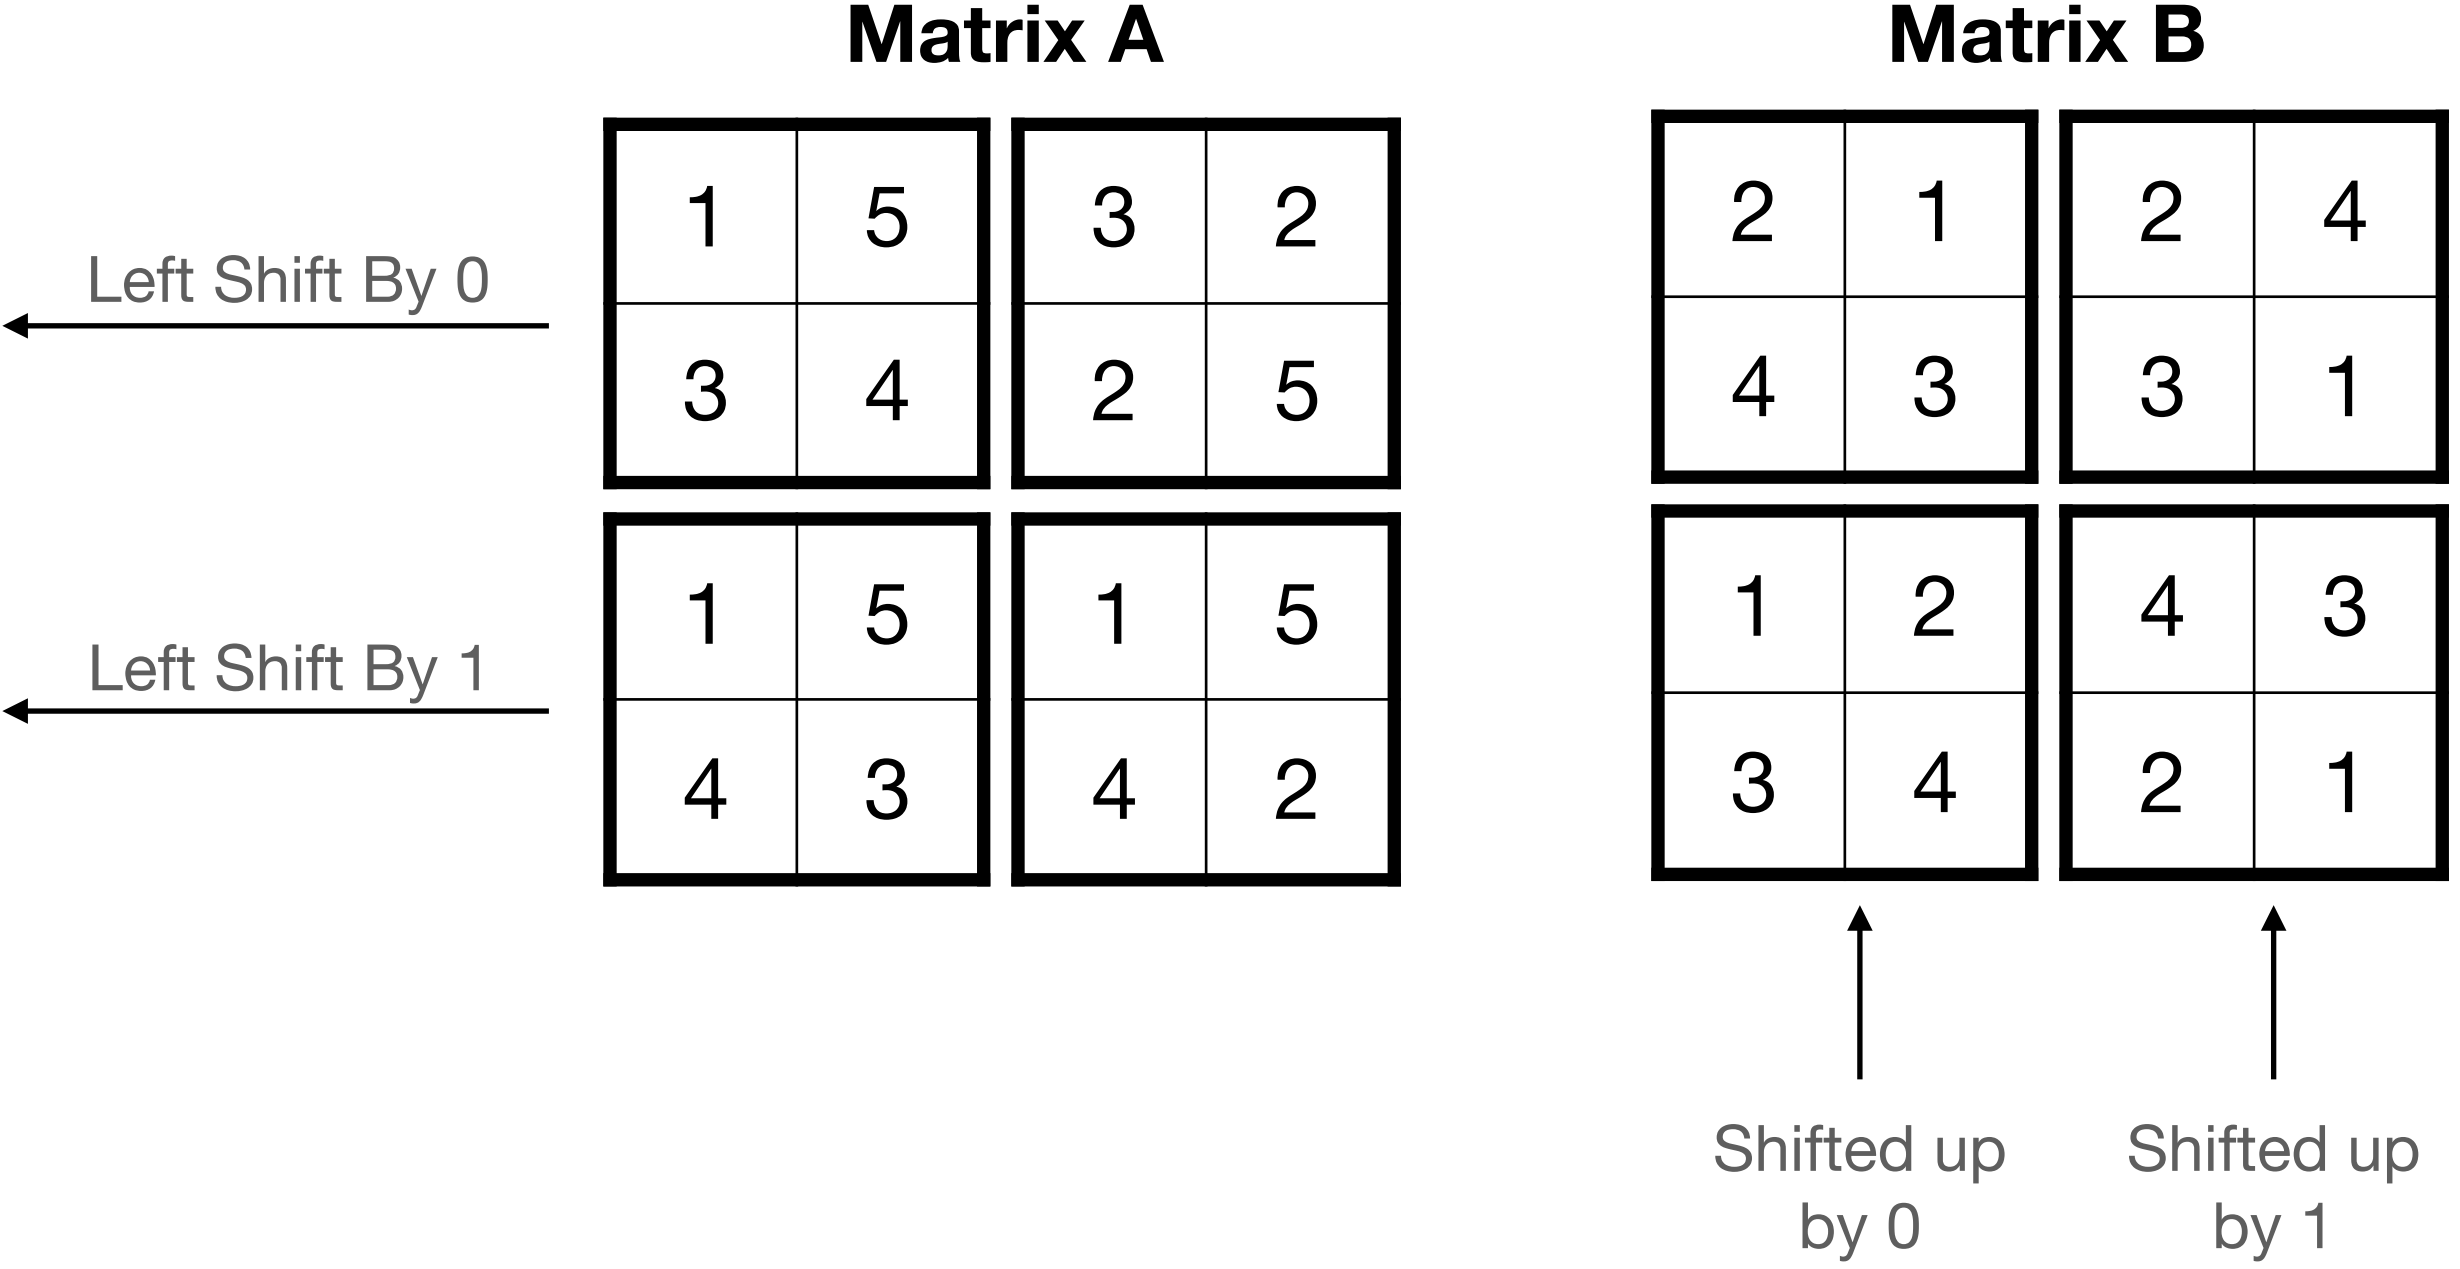 Matrix A
Matrix B
Left Shift By 0
Left Shift By 1
1 5 3 2
3 4 2 5
1 5 1 5
4 3 4 2
2 1 2 4
4 3 3 1
1 2 4 3
3 4 2 1
Shifted up
by 0
Shifted up
by 1